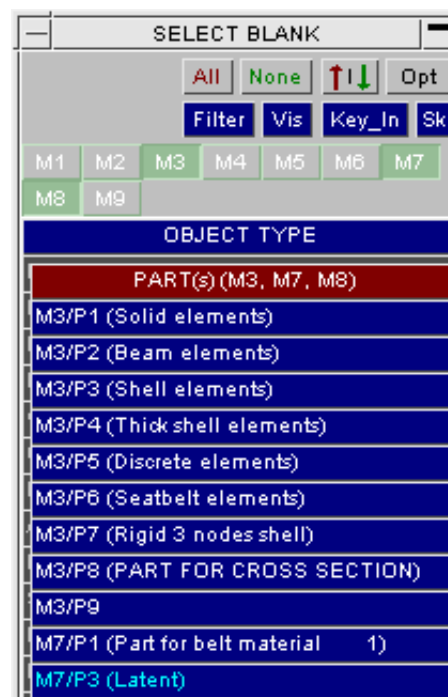 SELECT BLANK
All None Opt
Filter Vis Key_In Sk
M1 M2 M3 M4 M5 M6 M7
M8 M9
OBJECT TYPE
PART(s) (M3, M7, M8)
M3/P1 (Solid elements)
M3/P2 (Beam elements)
M3/P3 (Shell elements)
M3/P4 (Thick shell elements)
M3/P5 (Discrete elements)
M3/P6 (Seatbelt elements)
M3/P7 (Rigid 3 nodes shell)
M3/P8 (PART FOR CROSS SECTION)
M3/P9
M7/P1 (Part for belt material 1)
M7/P3 (Latent)